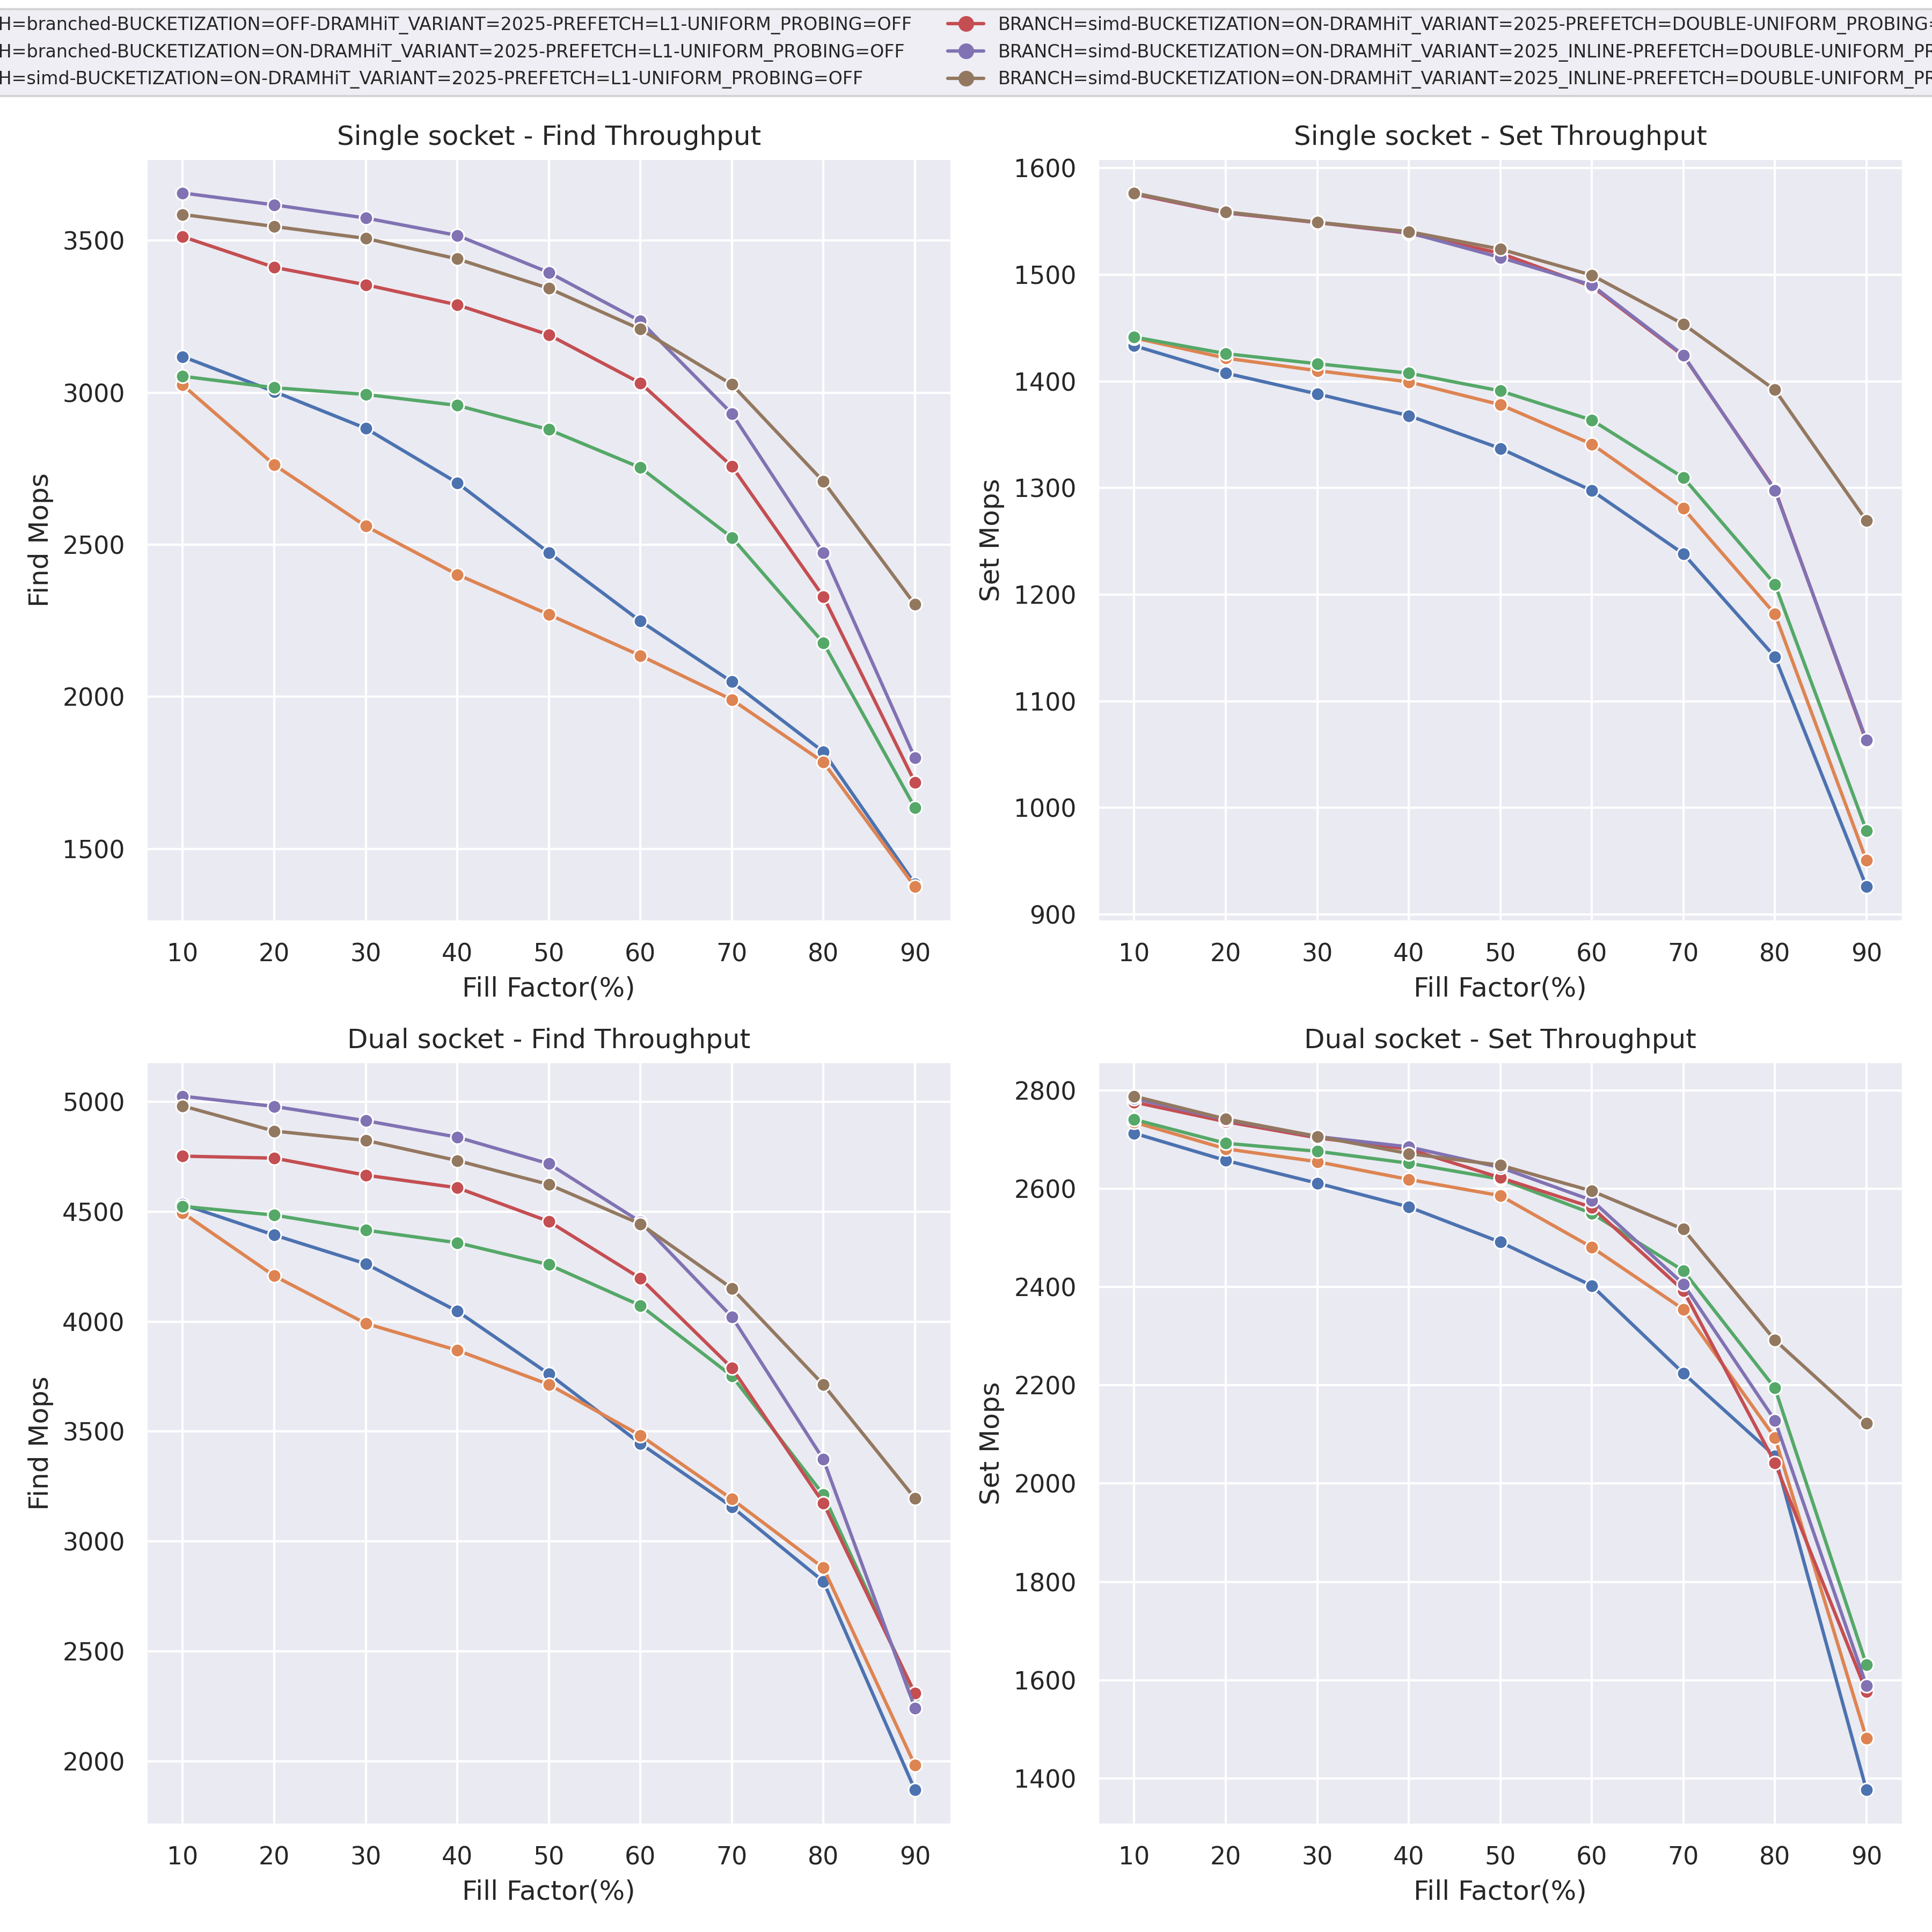 H=branched-BUCKETIZATION=OFF-DRAMHiT_VARIANT=2025-PREFETCH=L1-UNIFORM_PROBING=OFF
H=branched-BUCKETIZATION=ON-DRAMHiT_VARIANT=2025-PREFETCH=L1-UNIFORM_PROBING=OFF
H=simd-BUCKETIZATION=ON-DRAMHiT_VARIANT=2025-PREFETCH=L1-UNIFORM_PROBING=OFF
BRANCH=simd-BUCKETIZATION=ON-DRAMHiT_VARIANT=2025-PREFETCH=DOUBLE-UNIFORM_PROBING=
BRANCH=simd-BUCKETIZATION=ON-DRAMHiT_VARIANT=2025_INLINE-PREFETCH=DOUBLE-UNIFORM_PR
BRANCH=simd-BUCKETIZATION=ON-DRAMHiT_VARIANT=2025_INLINE-PREFETCH=DOUBLE-UNIFORM_PR
Single socket - Find Throughput
Find Mops
3500
3000
2500
2000
1500
10 20 30 40 50 60 70 80 90
Fill Factor(%)
Single socket - Set Throughput
Set Mops
1600
1500
1400
1300
1200
1100
1000
900
10 20 30 40 50 60 70 80 90
Fill Factor(%)
Dual socket - Find Throughput
Find Mops
5000
4500
4000
3500
3000
2500
2000
10 20 30 40 50 60 70 80 90
Fill Factor(%)
Dual socket - Set Throughput
Set Mops
2800
2600
2400
2200
2000
1800
1600
1400
10 20 30 40 50 60 70 80 90
Fill Factor(%)